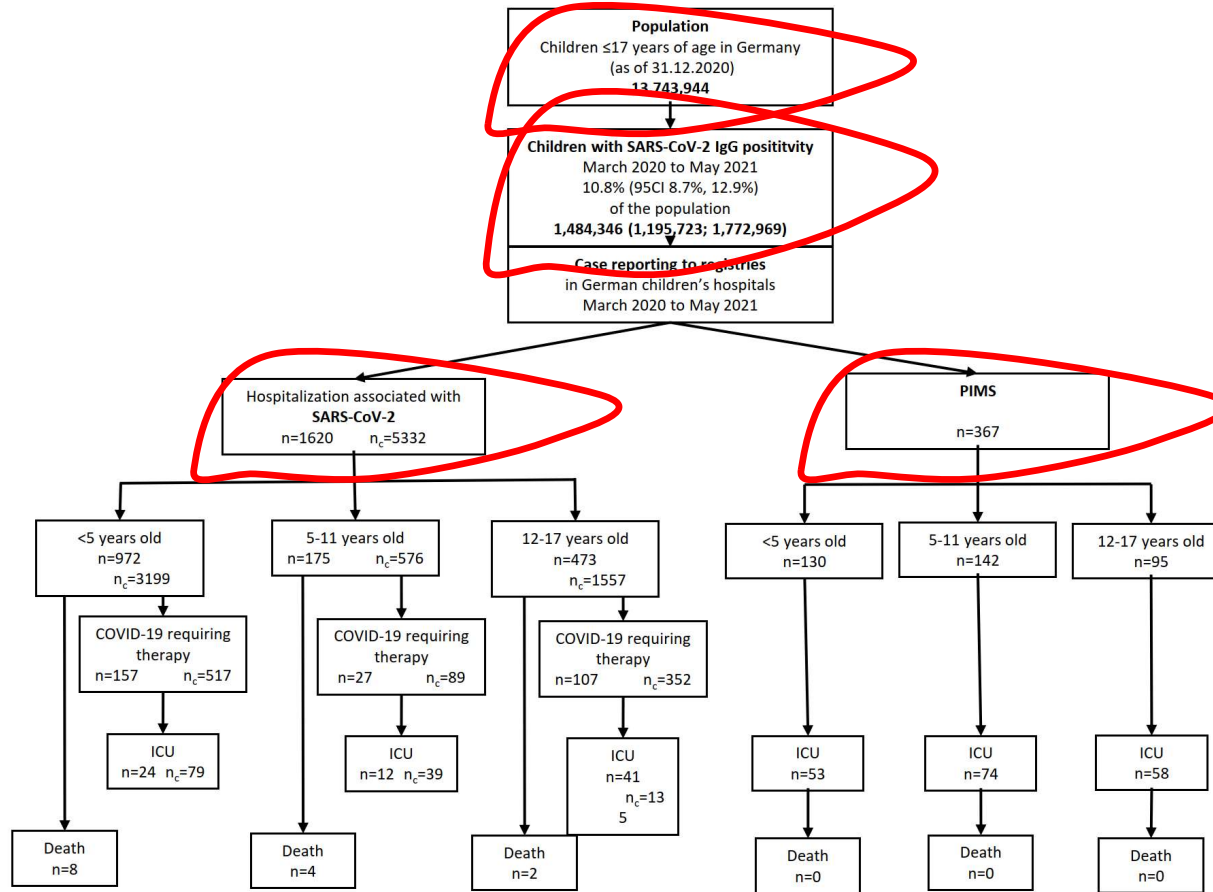 Population
Children ≤17 years of age in Germany
(as of 31.12.2020)
13.743,944
Children with SARS-CoV-2 IgG posititvity
March 2020 to May 2021
10.8% (95CI 8.7%, 12.9%)
of the population
1,484,346 (1,195,723; 1,772,969)
Case reporting to registries
in German children's hospitals
March 2020 to May 2021
Hospitalization associated with
SARS-CoV-2
n=1620 nc=5332
PIMS
n=367
<5 years old
n=972
nc=3199
5-11 years old
n=175 nc=576
12-17 years old
n=473
nc=1557
<5 years old
n=130
5-11 years old
n=142
12-17 years old
n=95
COVID-19 requiring
therapy
n=157 nc=517
COVID-19 requiring
therapy
n=27 nc=89
COVID-19 requiring
therapy
n=107 nc=352
ICU
n=24 nc=79
ICU
n=12 nc=39
ICU
n=41
nc=13
5
ICU
n=53
ICU
n=74
ICU
n=58
Death
n=8
Death
n=4
Death
n=2
Death
n=0
Death
n=0
Death
n=0